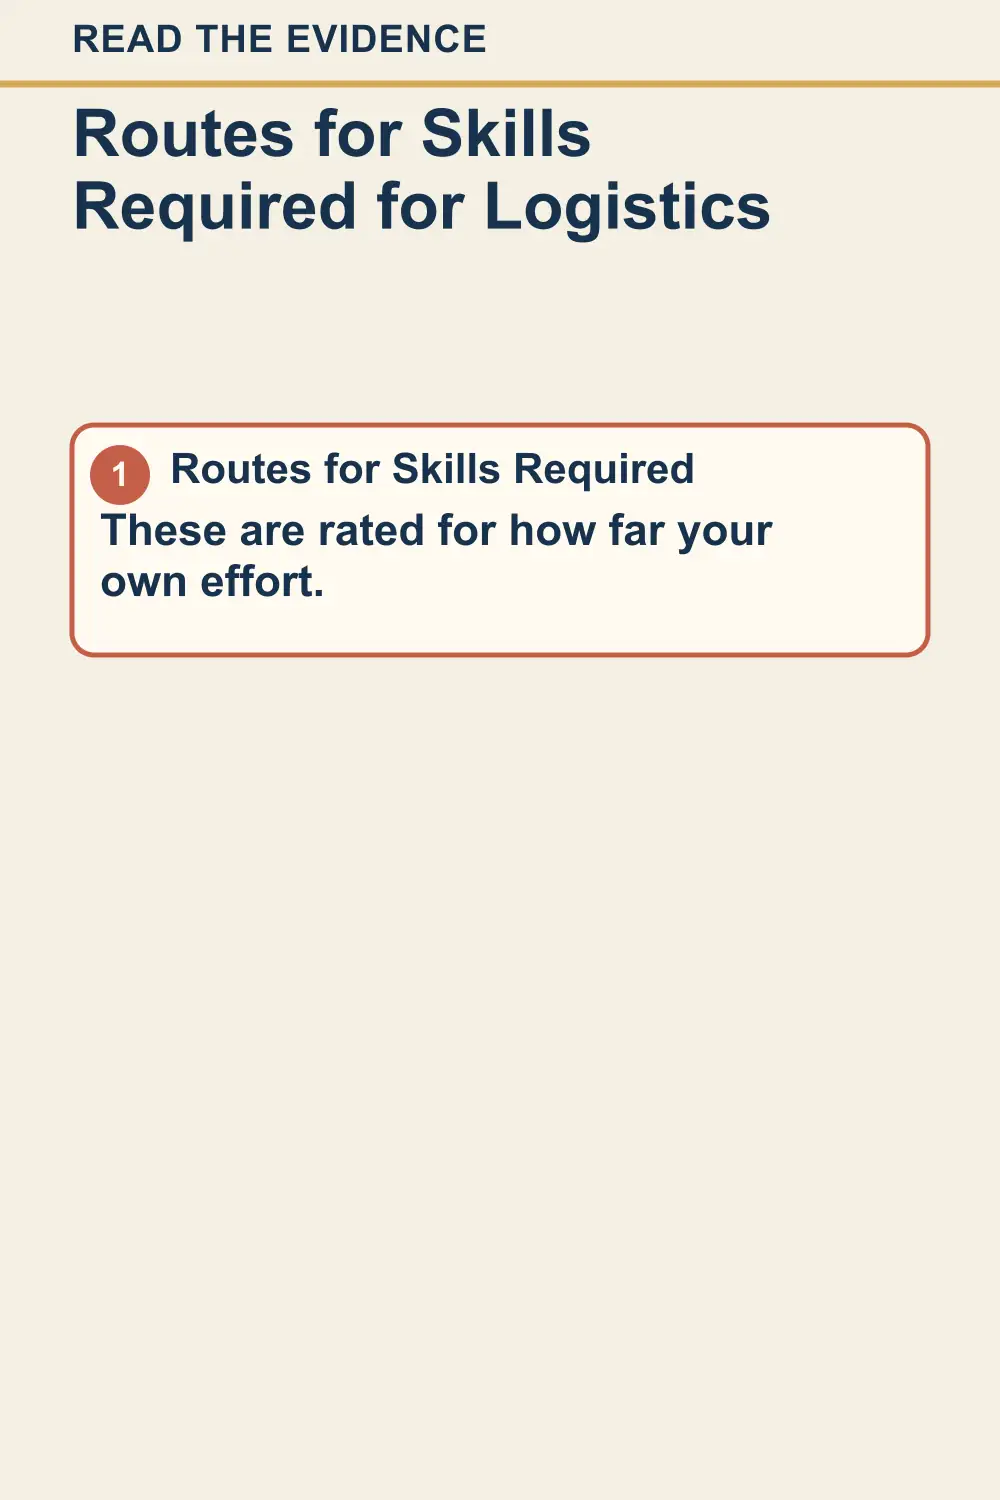 READ THE EVIDENCE
Routes for Skills
Required for Logistics
1 Routes for Skills Required
These are rated for how far your
own effort.